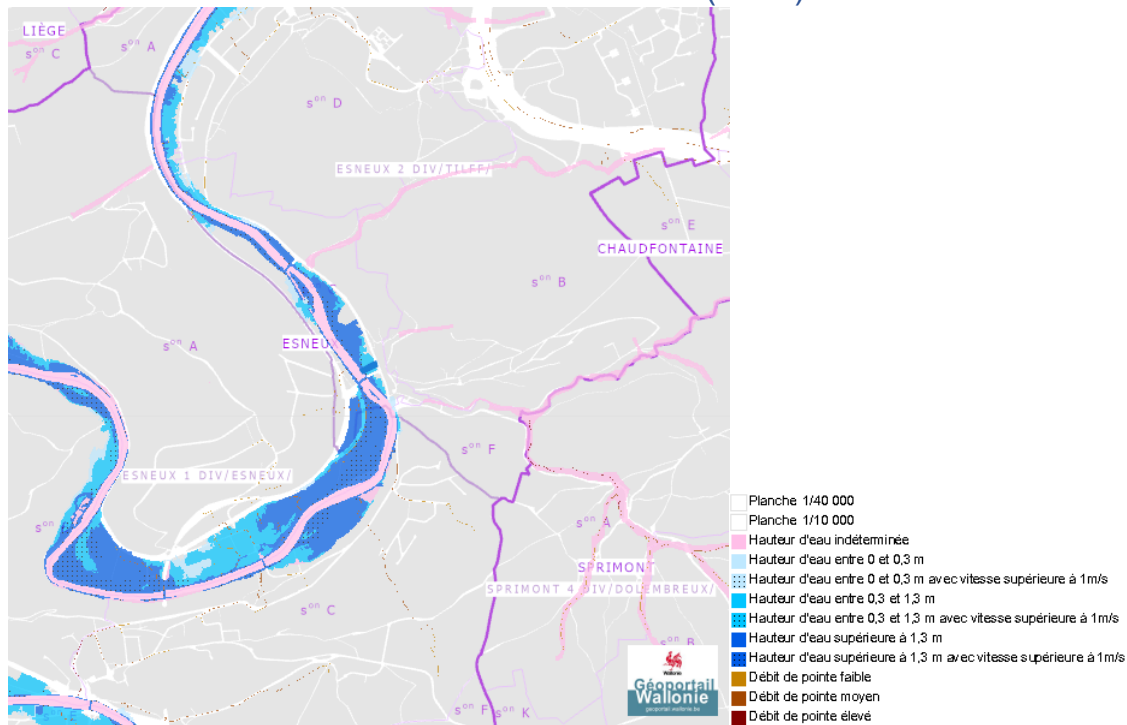 LIÈGE
sᵒⁿ C
sᵒⁿ A
sᵒⁿ D
ESNEUX 2 DIV/TILFF/
sᵒⁿ E
CHAUDFONTAINE
sᵒⁿ B
sᵒⁿ A
ESNEUX
sᵒⁿ F
ESNEUX 1 DIV/ESNEUX/
sᵒⁿ A
SPRIMONT
SPRIMONT 4 DIV/DOLEMBREUX/
sᵒⁿ C
sᵒⁿ B
sᵒⁿ F
sᵒⁿ K
Wallonie
Géoportail
Wallonie
geoportail.wallonie.be
Planche 1/40 000
Planche 1/10 000
Hauteur d'eau indéterminée
Hauteur d'eau entre 0 et 0,3 m
Hauteur d'eau entre 0 et 0,3 m avec vitesse supérieure à 1m/s
Hauteur d'eau entre 0,3 et 1,3 m
Hauteur d'eau entre 0,3 et 1,3 m avec vitesse supérieure à 1m/s
Hauteur d'eau supérieure à 1,3 m
Hauteur d'eau supérieure à 1,3 m avec vitesse supérieure à 1m/s
Débit de pointe faible
Débit de pointe moyen
Débit de pointe élevé